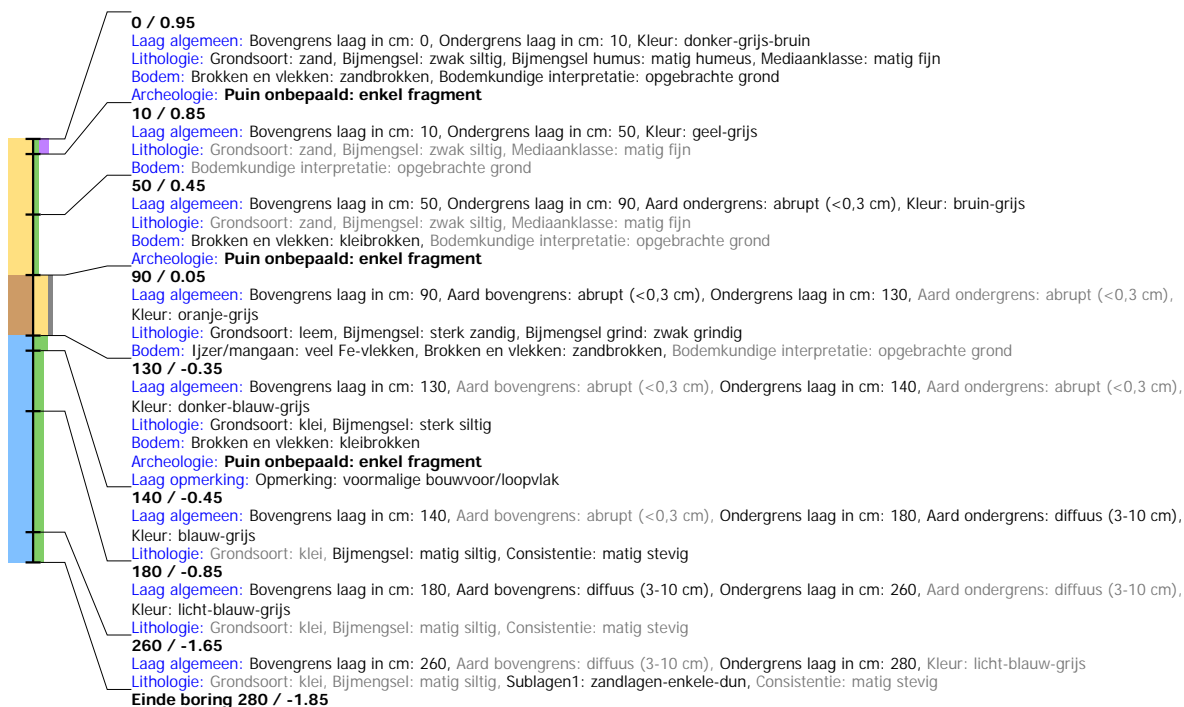 0 / 0.95
Laag algemeen: Bovengrens laag in cm: 0, Ondergrens laag in cm: 10, Kleur: donker-grijs-bruin
Lithologie: Grondsoort: zand, Bijmengsel: zwak siltig, Bijmengsel humus: matig humeus, Mediaanklasse: matig fijn
Bodem: Brokken en vlekken: zandbrokken, Bodemkundige interpretatie: opgebrachte grond
Archeologie: Puin onbepaald: enkel fragment
10 / 0.85
Laag algemeen: Bovengrens laag in cm: 10, Ondergrens laag in cm: 50, Kleur: geel-grijs
Lithologie: Grondsoort: zand, Bijmengsel: zwak siltig, Mediaanklasse: matig fijn
Bodem: Bodemkundige interpretatie: opgebrachte grond
50 / 0.45
Laag algemeen: Bovengrens laag in cm: 50, Ondergrens laag in cm: 90, Aard ondergrens: abrupt (<0,3 cm), Kleur: bruin-grijs
Lithologie: Grondsoort: zand, Bijmengsel: zwak siltig, Mediaanklasse: matig fijn
Bodem: Brokken en vlekken: kleibrokken, Bodemkundige interpretatie: opgebrachte grond
Archeologie: Puin onbepaald: enkel fragment
90 / 0.05
Laag algemeen: Bovengrens laag in cm: 90, Aard bovengrens: abrupt (<0,3 cm), Ondergrens laag in cm: 130, Aard ondergrens: abrupt (<0,3 cm),
Kleur: oranje-grijs
Lithologie: Grondsoort: leem, Bijmengsel: sterk zandig, Bijmengsel grind: zwak grindig
Bodem: Ijzer/mangaan: veel Fe-vlekken, Brokken en vlekken: zandbrokken, Bodemkundige interpretatie: opgebrachte grond
130 / -0.35
Laag algemeen: Bovengrens laag in cm: 130, Aard bovengrens: abrupt (<0,3 cm), Ondergrens laag in cm: 140, Aard ondergrens: abrupt (<0,3 cm),
Kleur: donker-blauw-grijs
Lithologie: Grondsoort: klei, Bijmengsel: sterk siltig
Bodem: Brokken en vlekken: kleibrokken
Archeologie: Puin onbepaald: enkel fragment
Laag opmerking: Opmerking: voormalige bouwvoor/loopvlak
140 / -0.45
Laag algemeen: Bovengrens laag in cm: 140, Aard bovengrens: abrupt (<0,3 cm), Ondergrens laag in cm: 180, Aard ondergrens: diffuus (3-10 cm),
Kleur: blauw-grijs
Lithologie: Grondsoort: klei, Bijmengsel: matig siltig, Consistentie: matig stevig
180 / -0.85
Laag algemeen: Bovengrens laag in cm: 180, Aard bovengrens: diffuus (3-10 cm), Ondergrens laag in cm: 260, Aard ondergrens: diffuus (3-10 cm),
Kleur: licht-blauw-grijs
Lithologie: Grondsoort: klei, Bijmengsel: matig siltig, Consistentie: matig stevig
260 / -1.65
Laag algemeen: Bovengrens laag in cm: 260, Aard bovengrens: diffuus (3-10 cm), Ondergrens laag in cm: 280, Kleur: licht-blauw-grijs
Lithologie: Grondsoort: klei, Bijmengsel: matig siltig, Sublagen1: zandlagen-enkele-dun, Consistentie: matig stevig
Einde boring 280 / -1.85